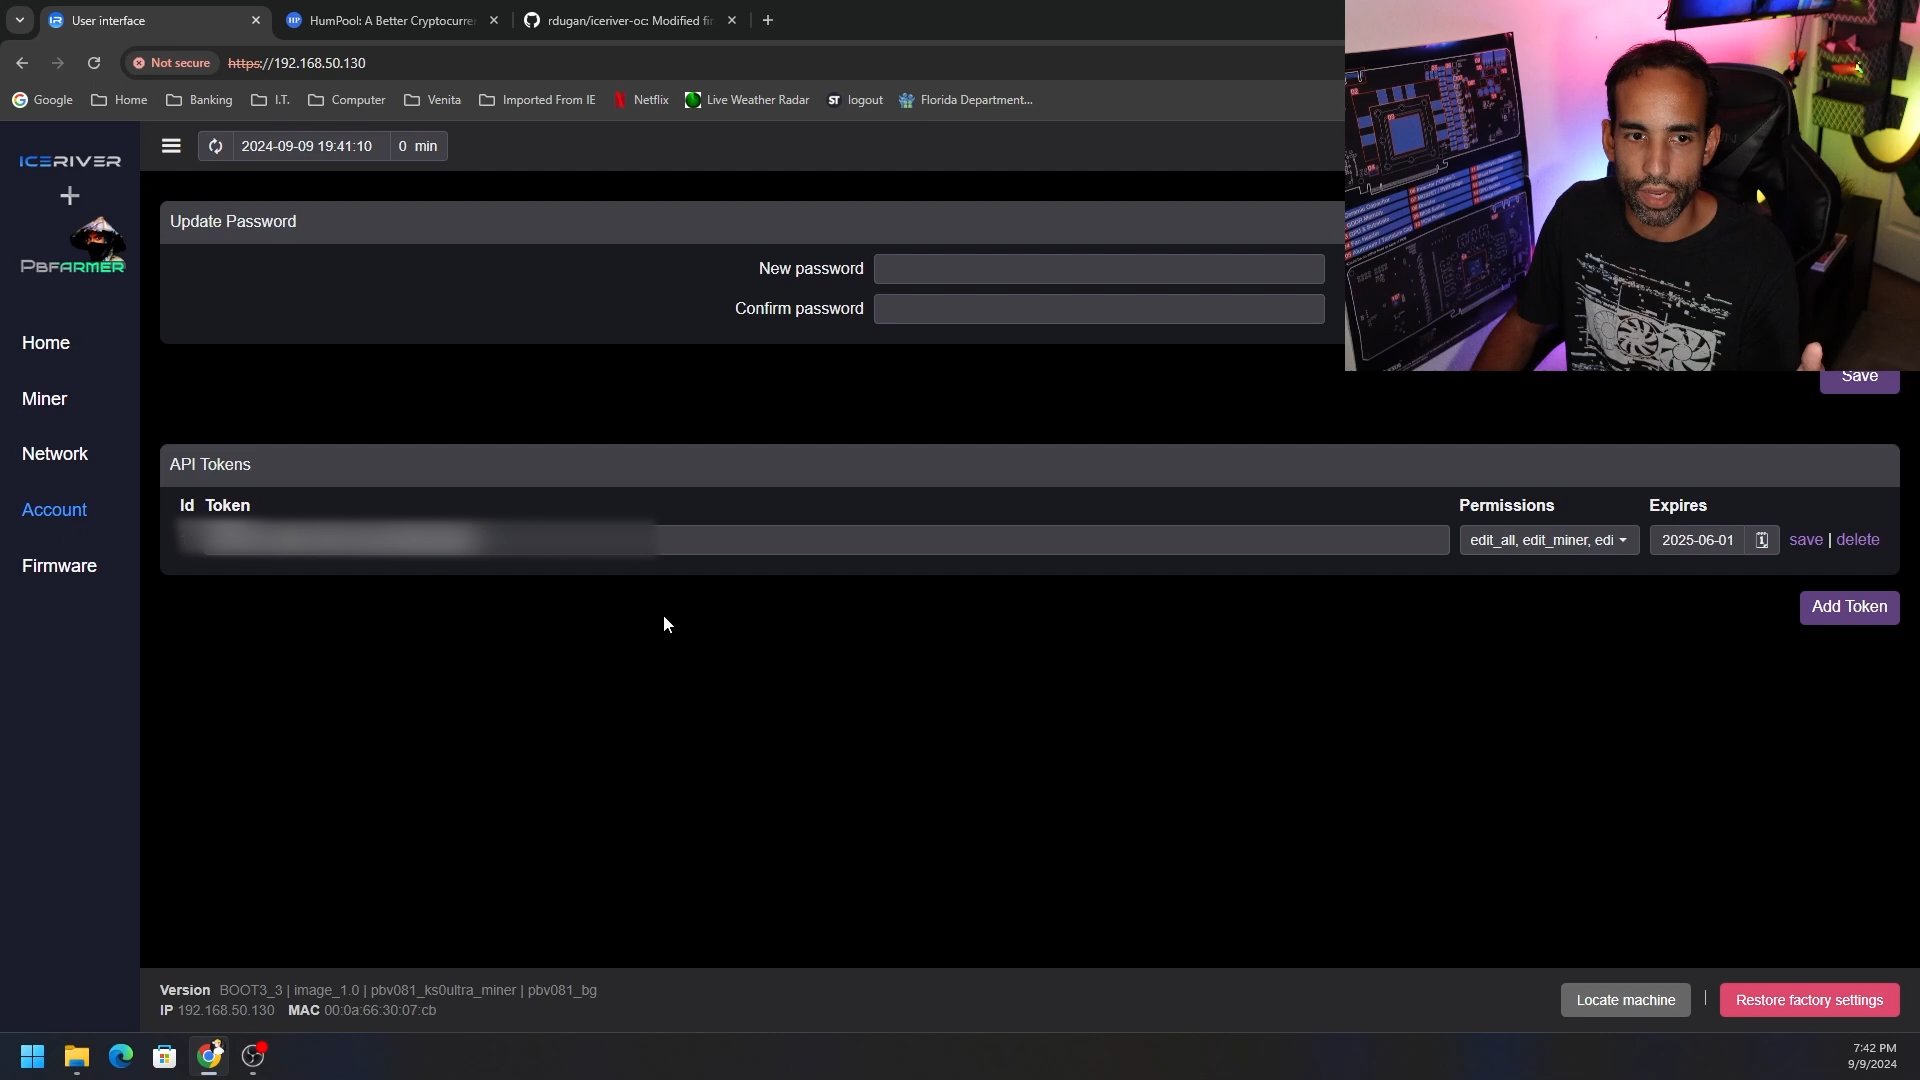 User interface
HumPool: A Better Cryptocurre
rdugan/iceriver-oc: Modified fir
Not secure https://192.168.50.130
Google Home Banking I.T. Computer Venita Imported From IE Netflix Live Weather Radar ST logout Florida Department...
ICERIVER
+
PBFARMER
2024-09-09 19:41:10 0 min
Update Password
New password
Confirm password
Save
Home
Miner
Network
Account
Firmware
API Tokens
Id Token Permissions Expires
edit_all, edit_miner, edi 2025-06-01 save | delete
Add Token
Version BOOT3_3 | image_1.0 | pbv081_ks0ultra_miner | pbv081_bg
IP 192.168.50.130 MAC 00:0a:66:30:07:cb
Locate machine | Restore factory settings
7:42 PM
9/9/2024